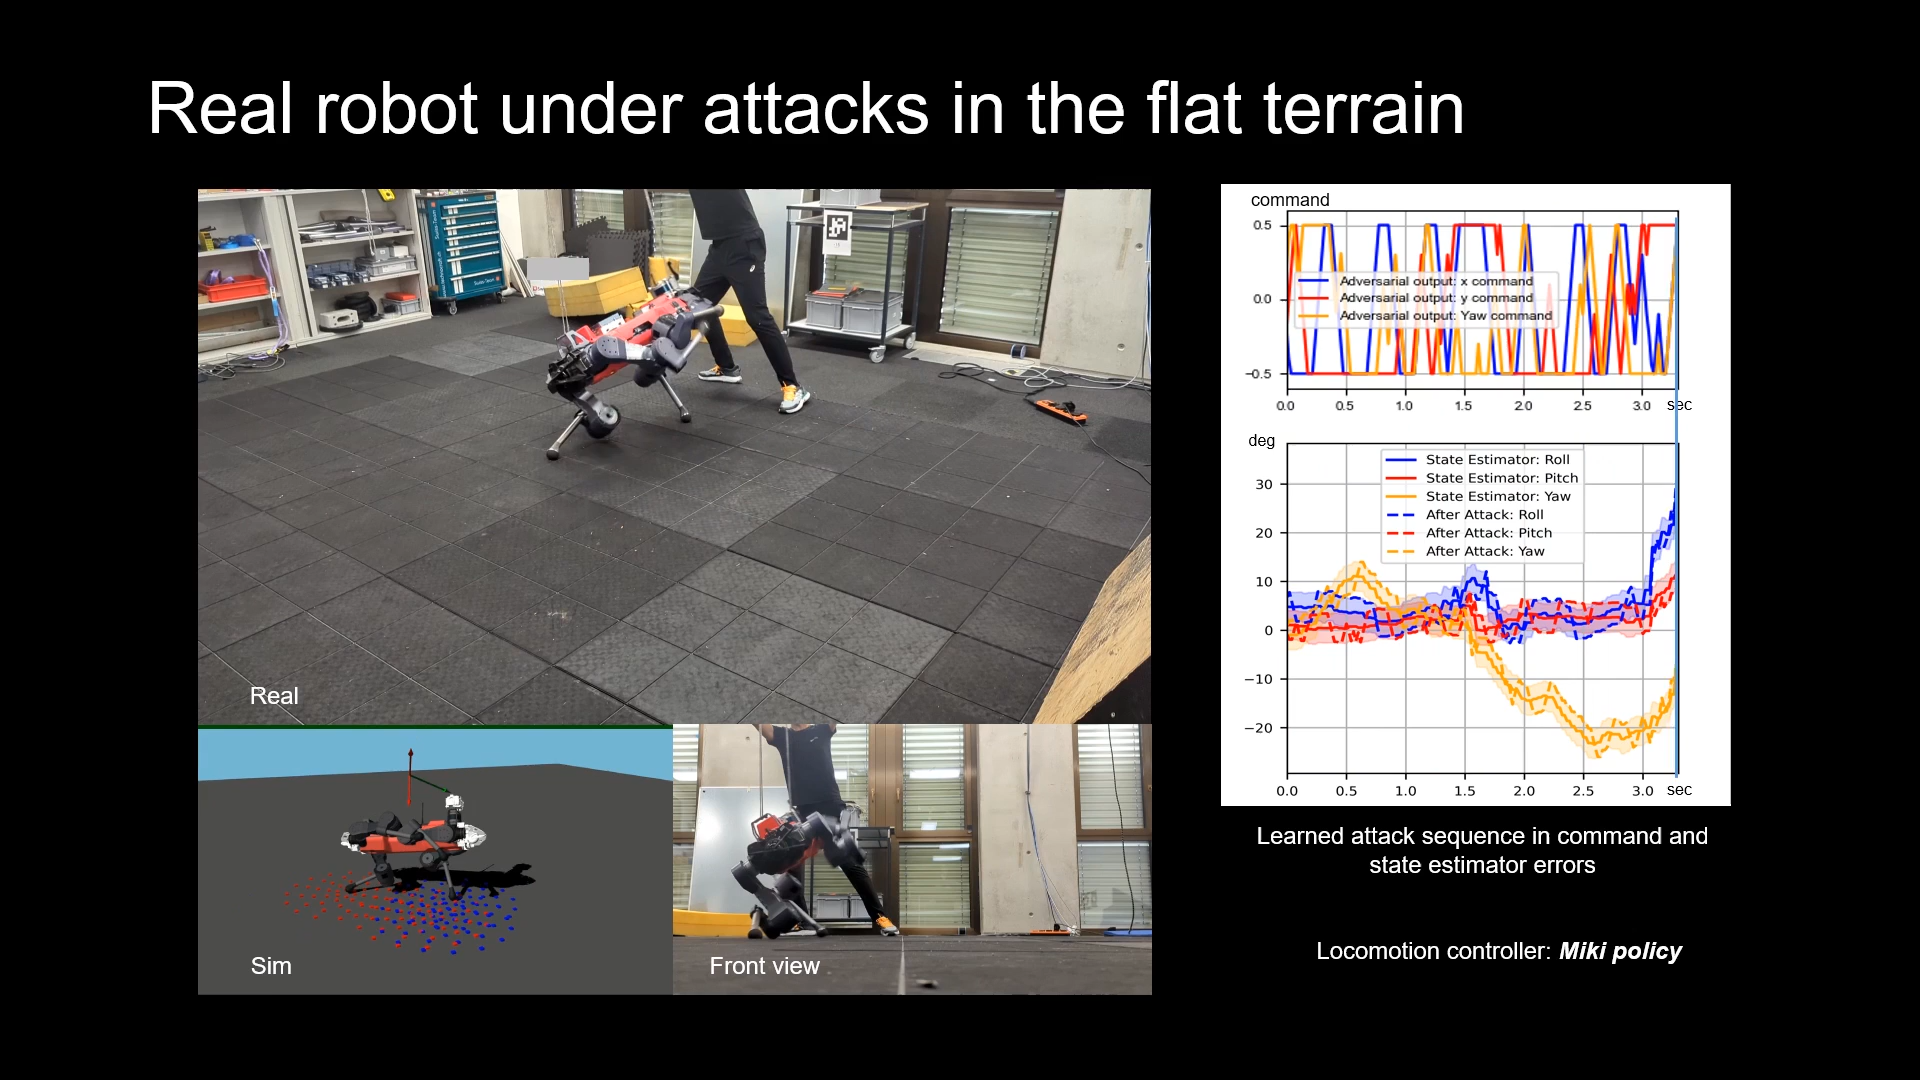 Real robot under attacks in the flat terrain
Real
Sim
Front view
command
0.5
0.0
−0.5
Adversarial output: x command
Adversarial output: y command
Adversarial output: Yaw command
0.0 0.5 1.0 1.5 2.0 2.5 3.0 sec
deg
30
20
10
0
−10
−20
State Estimator: Roll
State Estimator: Pitch
State Estimator: Yaw
After Attack: Roll
After Attack: Pitch
After Attack: Yaw
0.0 0.5 1.0 1.5 2.0 2.5 3.0 sec
Learned attack sequence in command and
state estimator errors
Locomotion controller: Miki policy